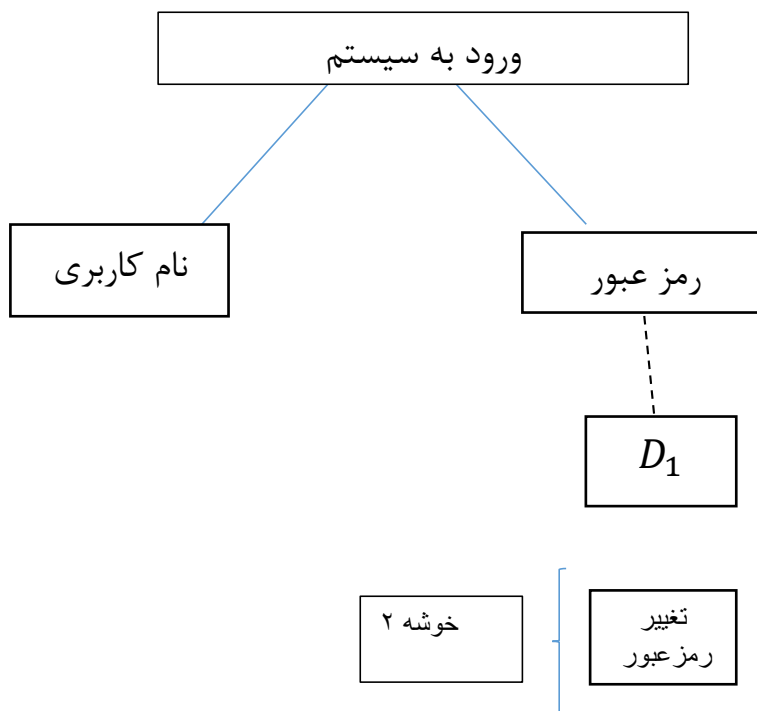 ورود به سیستم
رمز عبور
نام کاربری
D₁
تغییر
رمزعبور
خوشه ۲